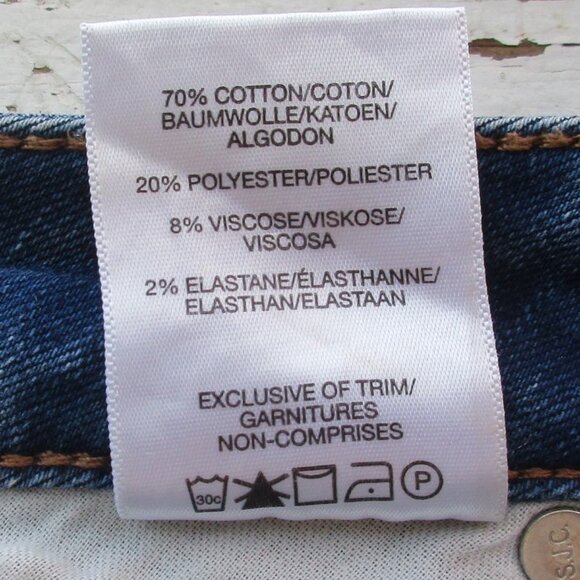 70% COTTON/COTON/
BAUMWOLLE/KATOEN/
ALGODON
20% POLYESTER/POLIESTER
8% VISCOSE/VISKOSE/
VISCOSA
2% ELASTANE/ÉLASTHANNE/
ELASTHAN/ELASTAAN
EXCLUSIVE OF TRIM/
GARNITURES
NON-COMPRISES
30c P
S.J.C.